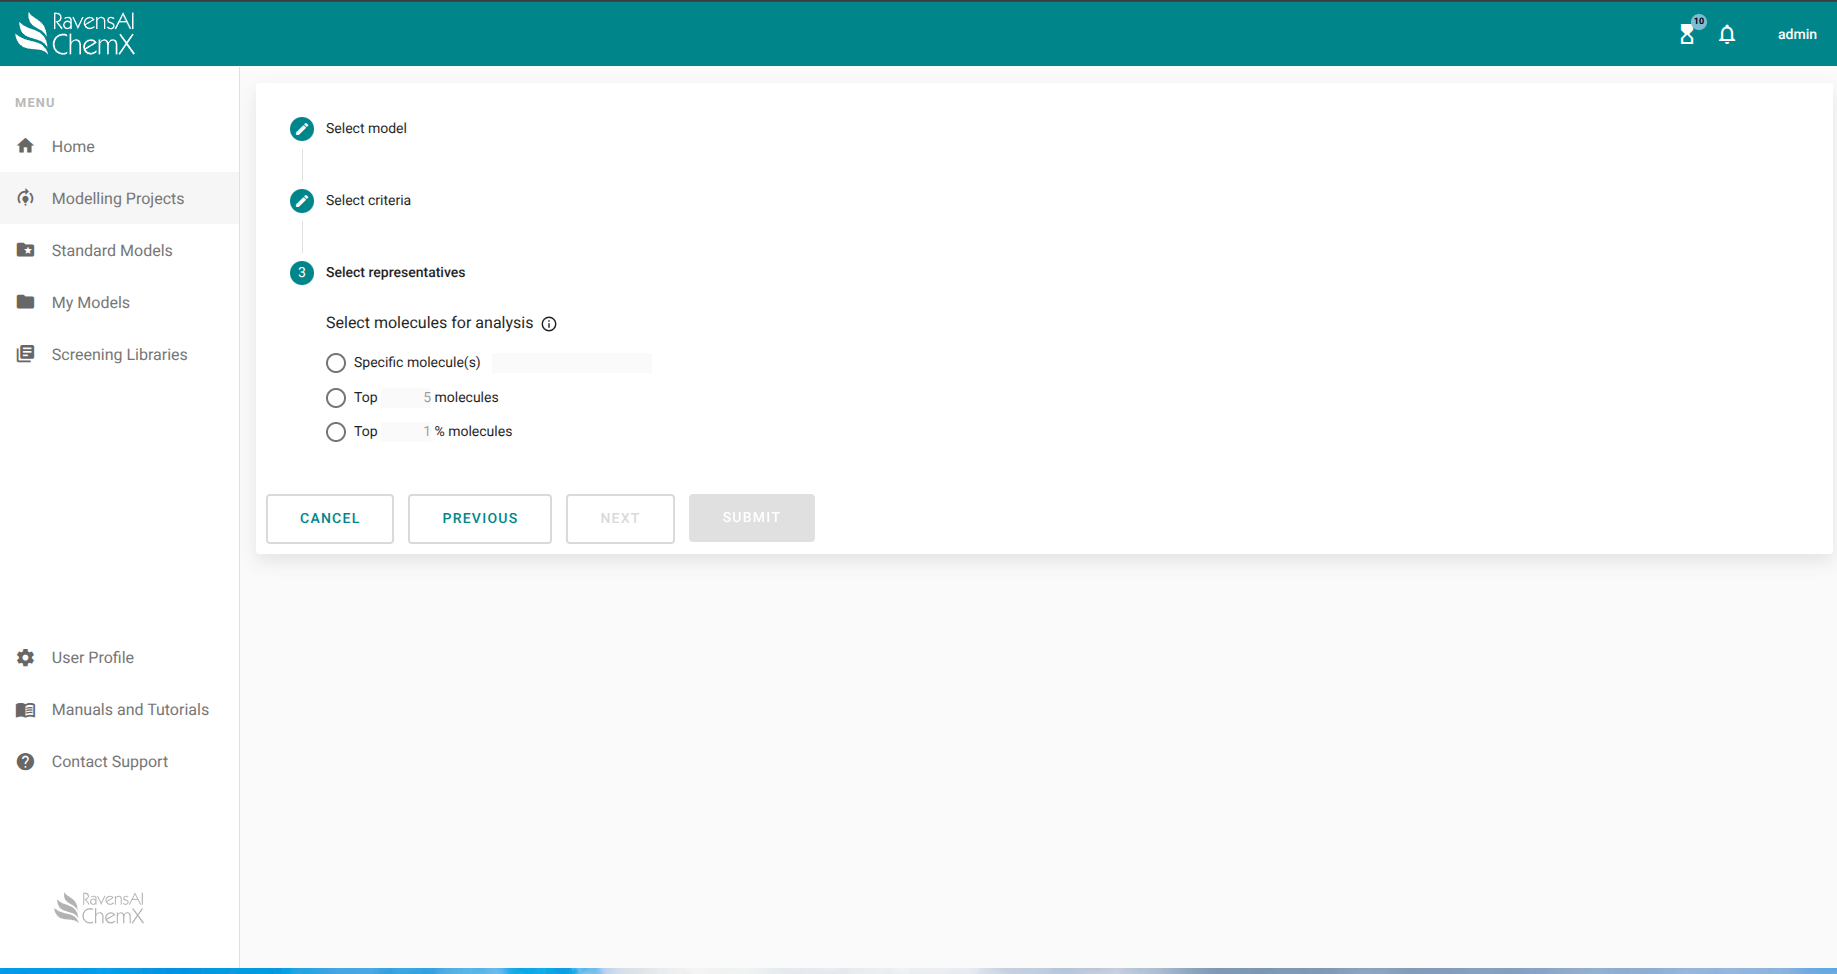 RavensAI
ChemX
10
admin
MENU
Home
Modelling Projects
Standard Models
My Models
Screening Libraries
User Profile
Manuals and Tutorials
Contact Support
RavensAI
ChemX
Select model
Select criteria
3 Select representatives
Select molecules for analysis
Specific molecule(s)
Top 5 molecules
Top 1 % molecules
CANCEL PREVIOUS NEXT SUBMIT